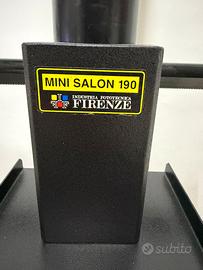 MINI SALON 190
INDUSTRIA FOTOTECNICA
FIRENZE
subito